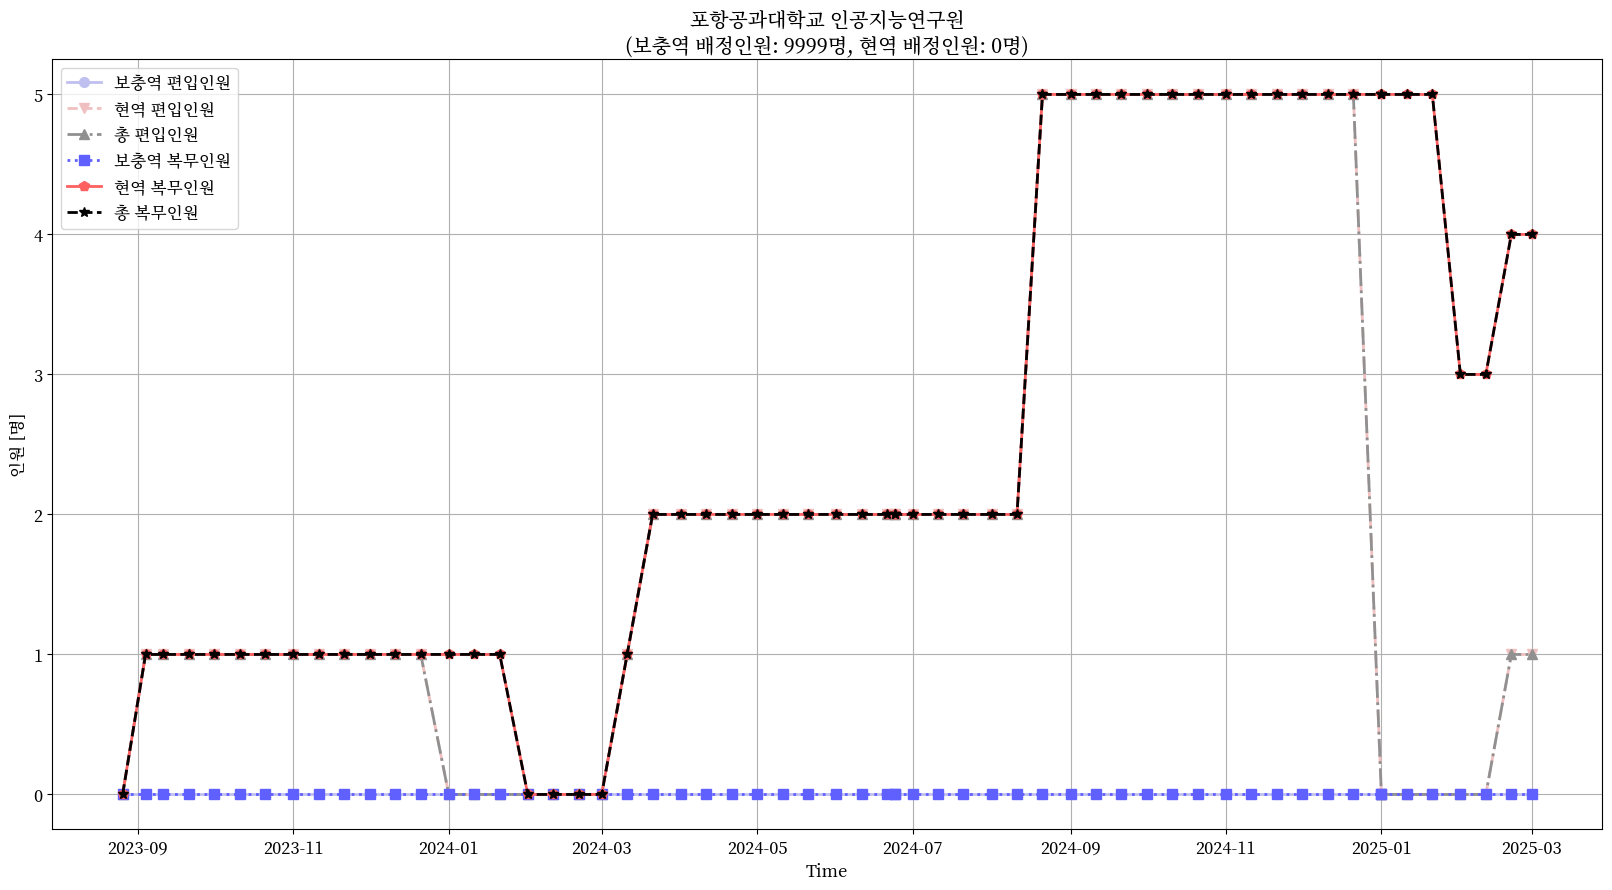 포항공과대학교 인공지능연구원
(보충역 배정인원: 9999명, 현역 배정인원: 0명)
보충역 편입인원
현역 편입인원
총 편입인원
보충역 복무인원
현역 복무인원
총 복무인원
인원 [명]
5
4
3
2
1
0
2023-09
2023-11
2024-01
2024-03
2024-05
2024-07
2024-09
2024-11
2025-01
2025-03
Time